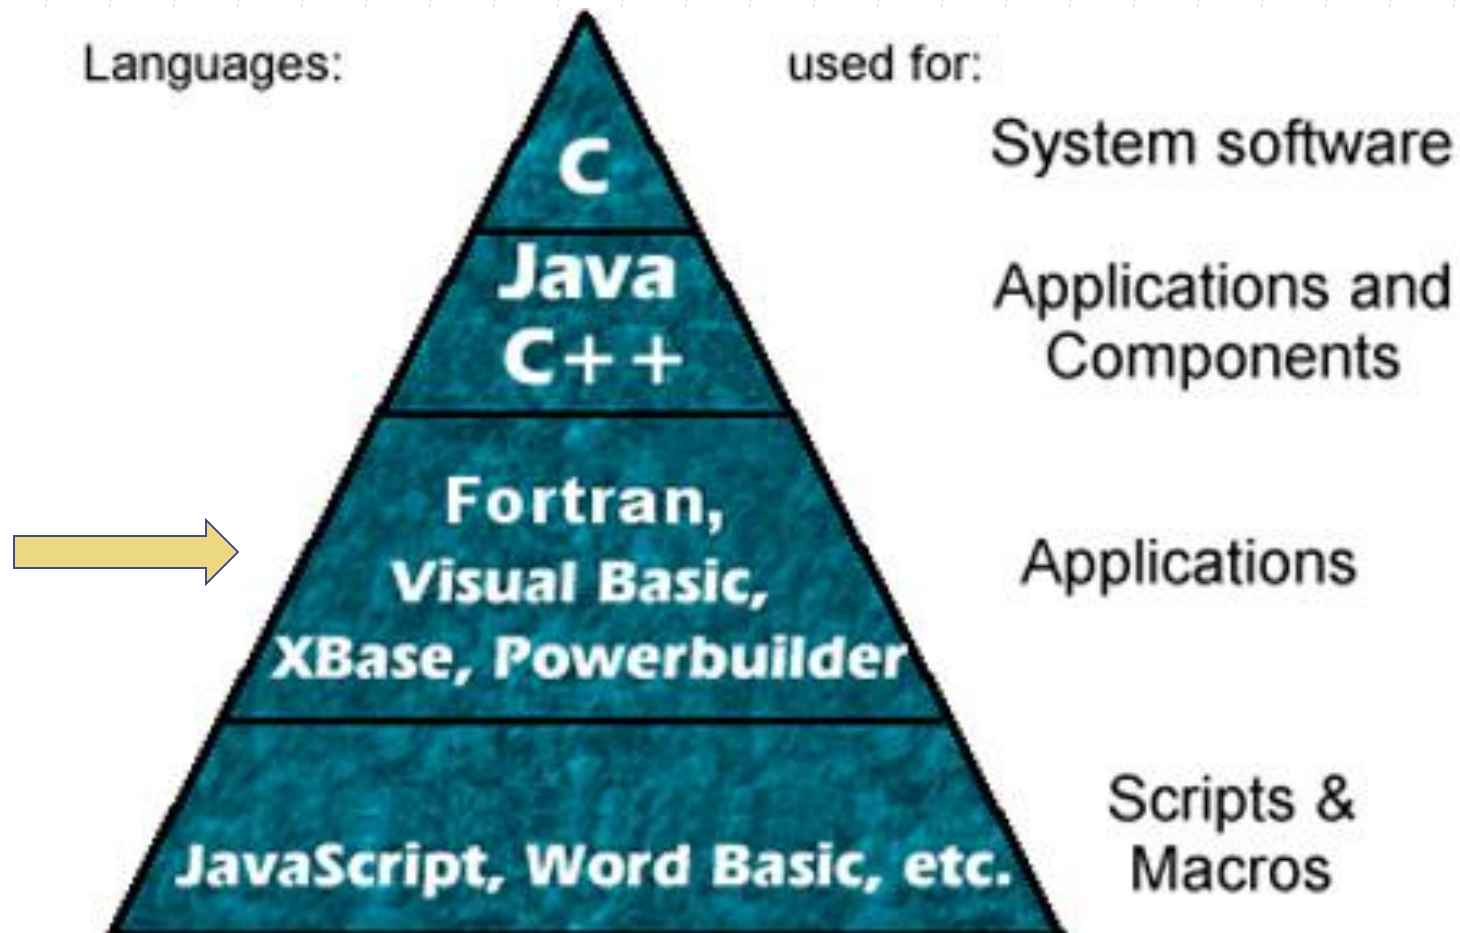 Languages:
used for:
C
System software
Java
C++
Applications and
Components
Fortran,
Visual Basic,
XBase, Powerbuilder
Applications
JavaScript, Word Basic, etc.
Scripts &
Macros